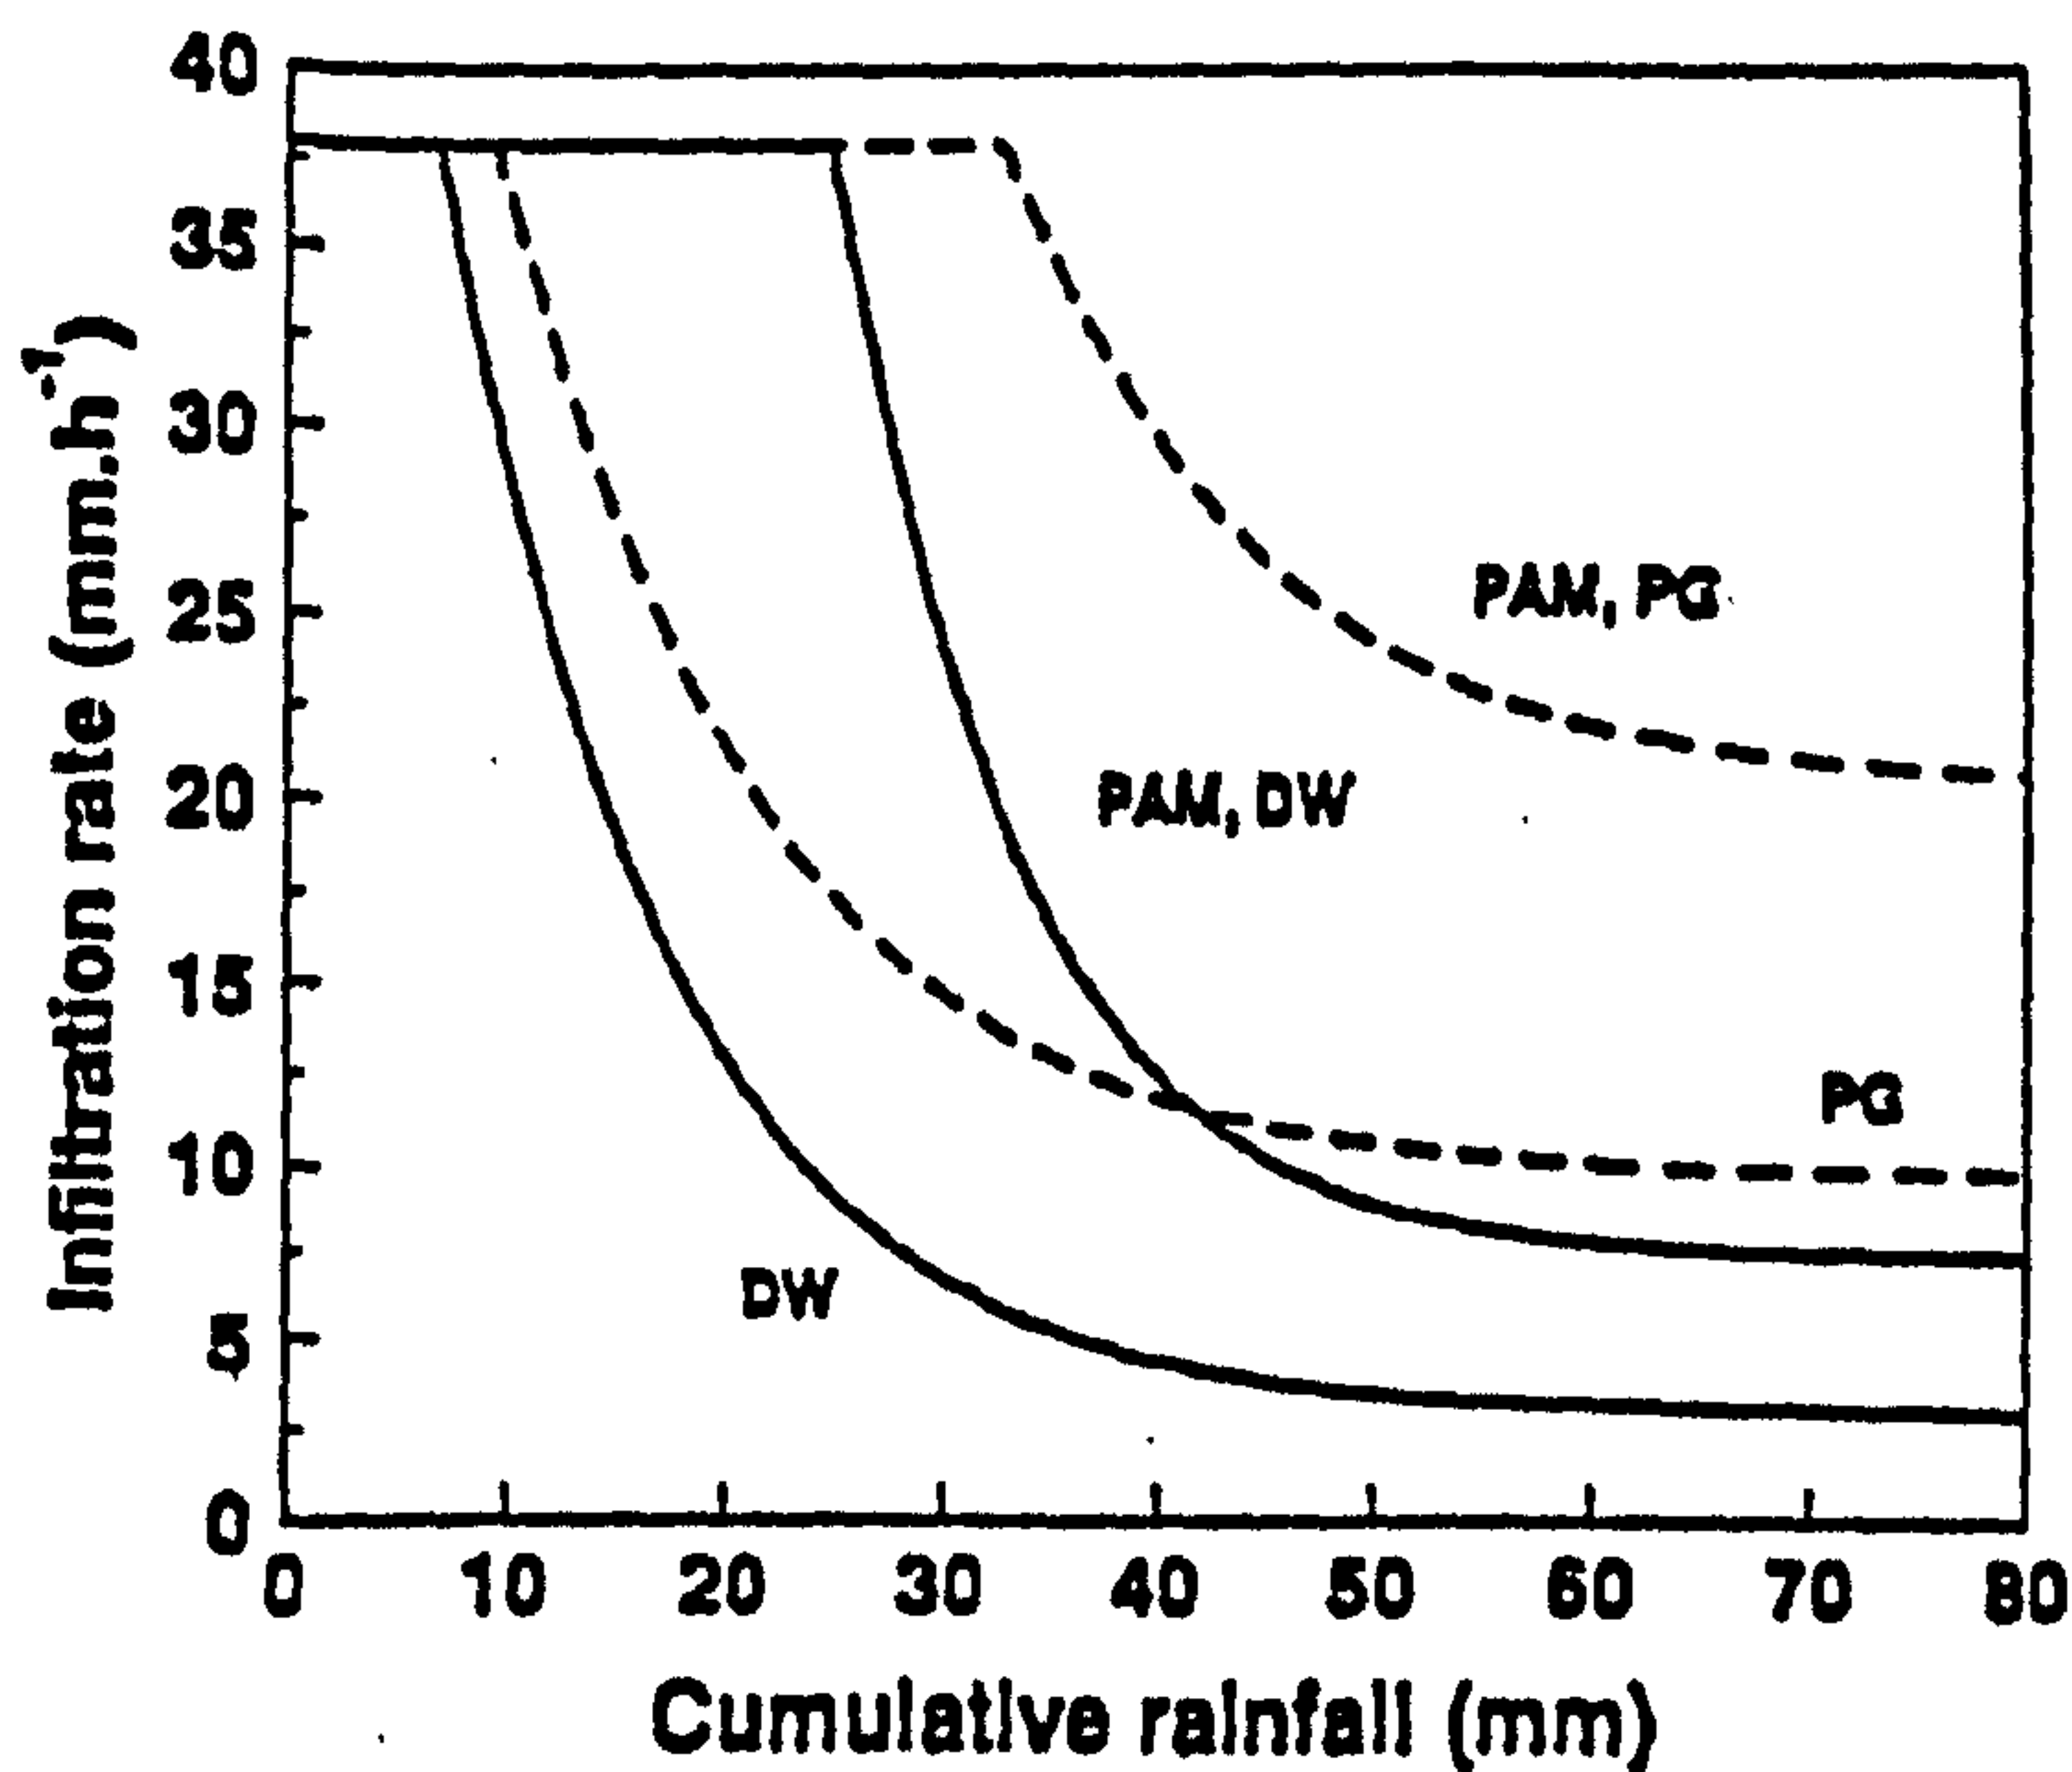 Infiltration rate (mm.h-1)
40
35
30
25
20
15
10
5
0
PAM, PG
PAM, DW
PG
DW
0 10 20 30 40 50 60 70 80
Cumulative rainfall (mm)